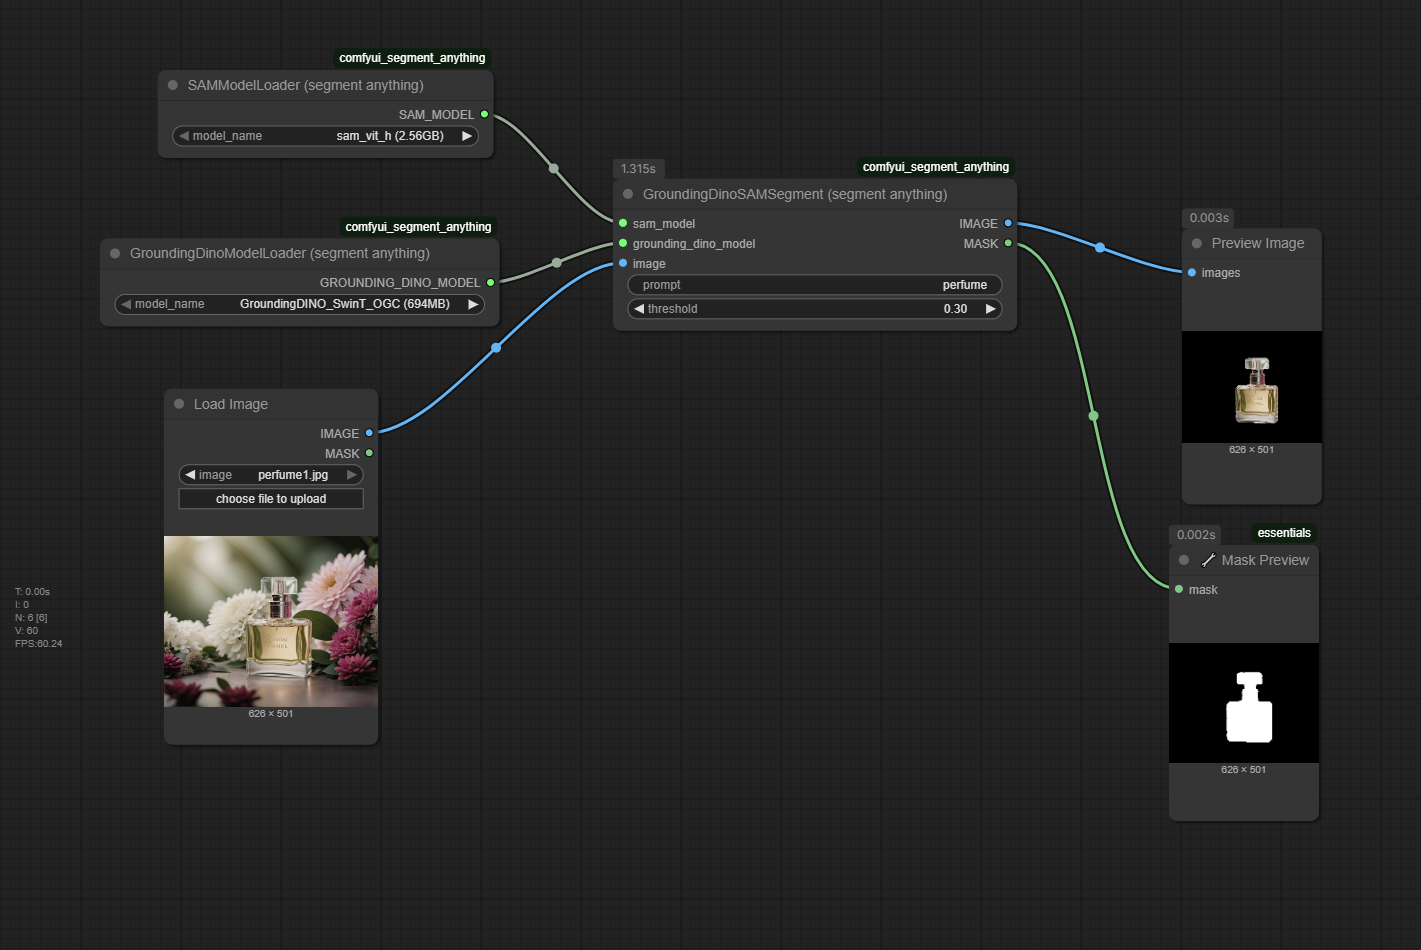 comfyui_segment_anything
SAMModelLoader (segment anything)
SAM_MODEL
model_name sam_vit_h (2.56GB)
comfyui_segment_anything
GroundingDinoModelLoader (segment anything)
GROUNDING_DINO_MODEL
model_name GroundingDINO_SwinT_OGC (694MB)
1.315s comfyui_segment_anything
GroundingDinoSAMSegment (segment anything)
sam_model IMAGE
grounding_dino_model MASK
image
prompt perfume
threshold 0.30
Load Image
IMAGE
MASK
image perfume1.jpg
choose file to upload
626 × 501
0.003s
Preview Image
images
626 × 501
0.002s essentials
Mask Preview
mask
626 × 501
T: 0.00s
I: 0
N: 6 [6]
V: 60
FPS:60.24